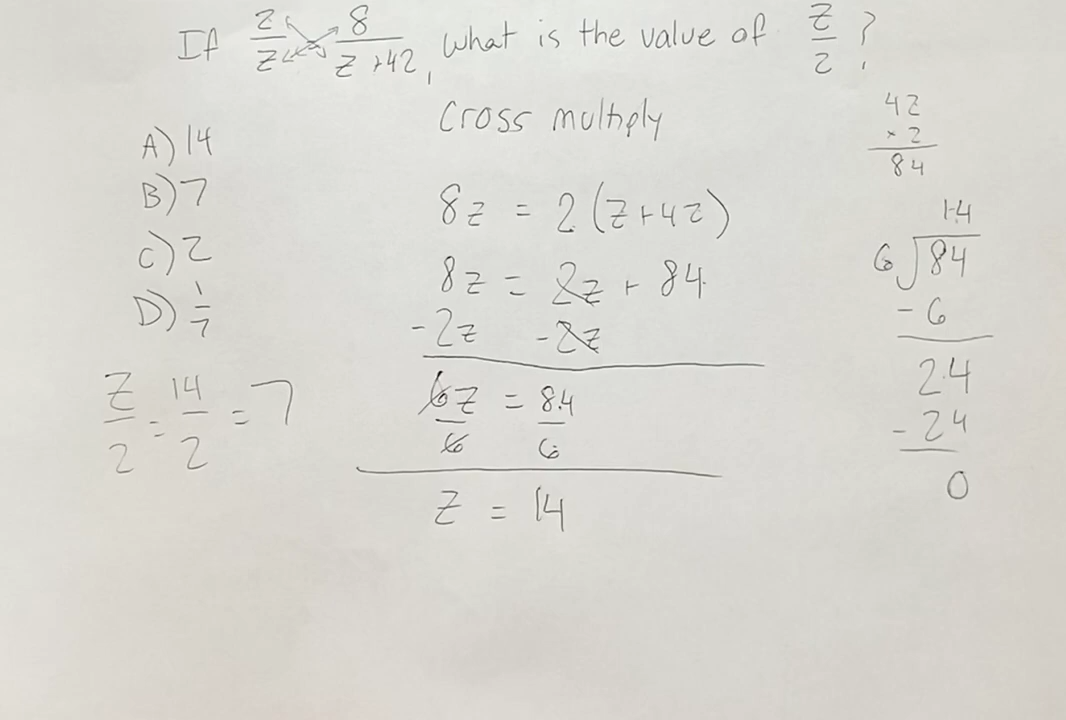 If 2/z = 8/z+42, what is the value of z/2?
Cross multiply
A) 14
B) 7
C) 2
D) 1/7
z/2 = 14/2 = 7
8z = 2(z+42)
8z = 2z + 84
-2z -2z
6z/6 = 84/6
z = 14
42
× 2
84
14
6)84
- 6
24
- 24
0